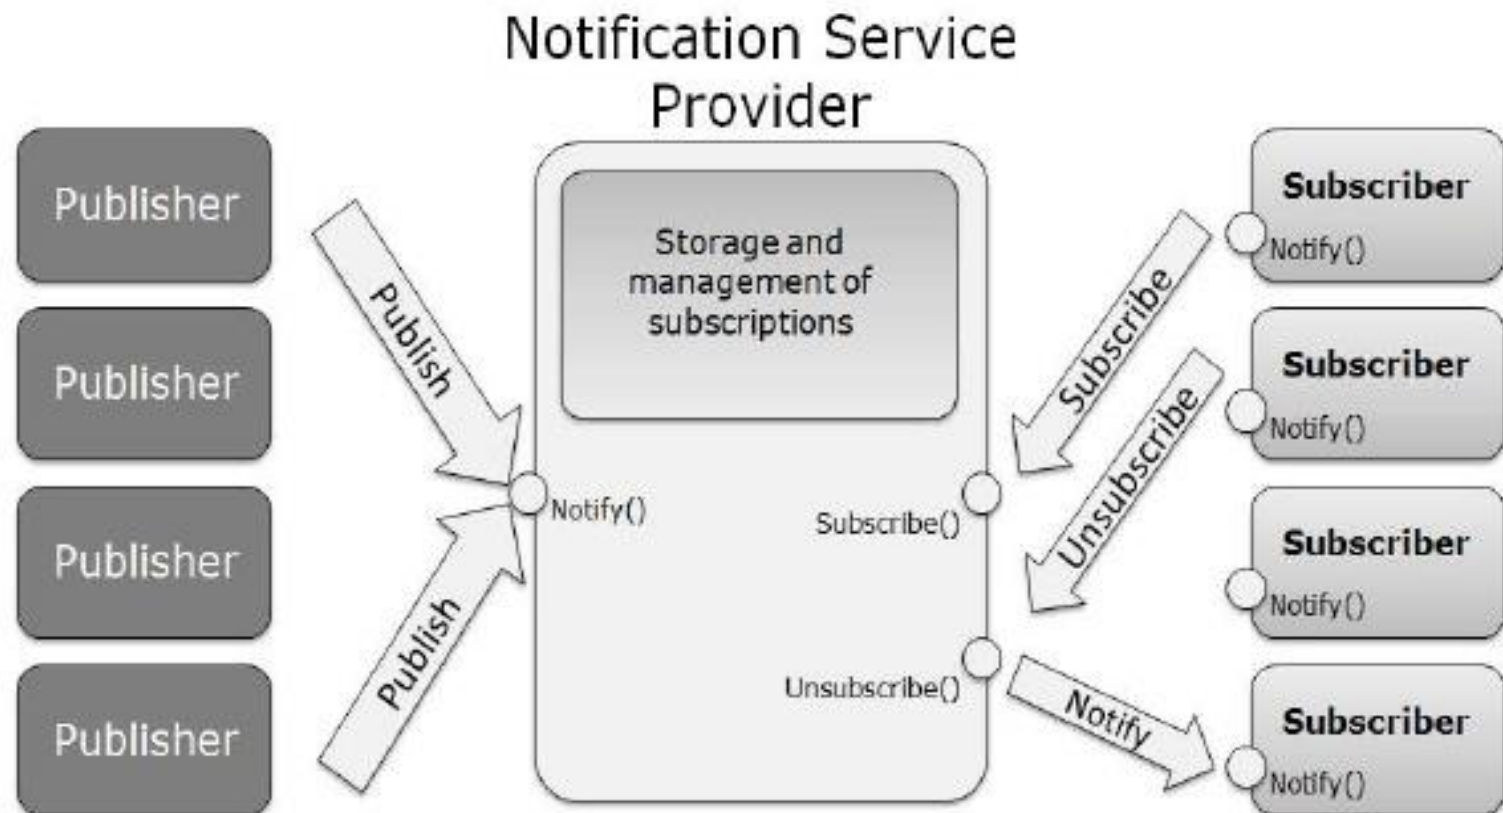 Notification Service
Provider
Publisher
Publisher
Publisher
Publisher
Publish
Publish
Storage and
management of
subscriptions
Notify()
Subscribe()
Unsubscribe()
Subscribe
Unsubscribe
Notify
Subscriber
Notify()
Subscriber
Notify()
Subscriber
Notify()
Subscriber
Notify()